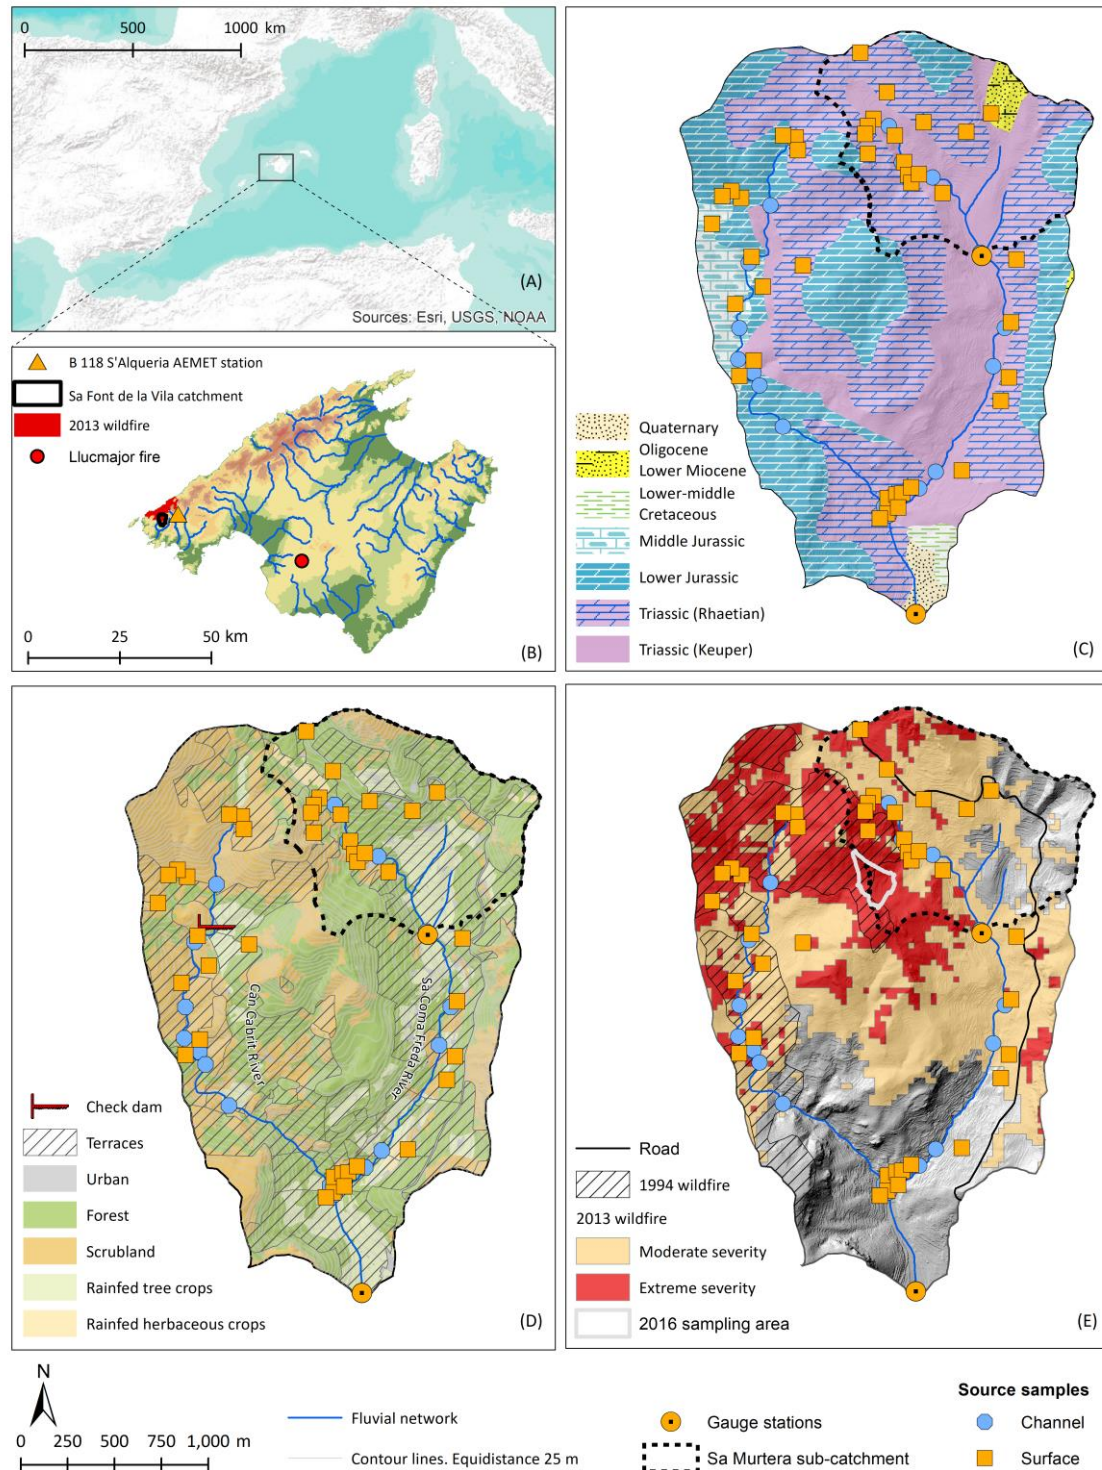 0 500 1000 km
(A)
Sources: Esri, USGS, NOAA
B 118 S'Alqueria AEMET station
Sa Font de la Vila catchment
2013 wildfire
Llucmajor fire
0 25 50 km
(B)
Quaternary
Oligocene
Lower Miocene
Lower-middle
Cretaceous
Middle Jurassic
Lower Jurassic
Triassic (Rhaetian)
Triassic (Keuper)
(C)
Can Cabrit River
Sa Coma Freda River
Check dam
Terraces
Urban
Forest
Scrubland
Rainfed tree crops
Rainfed herbaceous crops
(D)
Road
1994 wildfire
2013 wildfire
Moderate severity
Extreme severity
2016 sampling area
(E)
N
0 250 500 750 1,000 m
Fluvial network
Contour lines. Equidistance 25 m
Gauge stations
Sa Murtera sub-catchment
Source samples
Channel
Surface